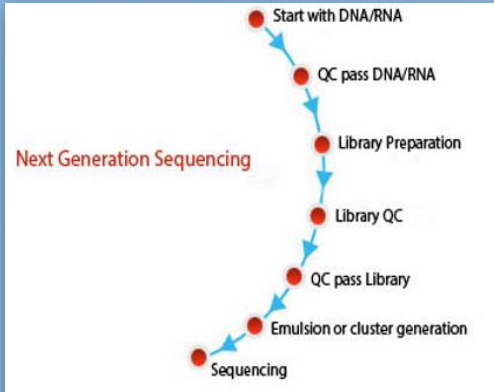 Start with DNA/RNA
QC pass DNA/RNA
Library Preparation
Next Generation Sequencing
Library QC
QC pass Library
Emulsion or cluster generation
Sequencing